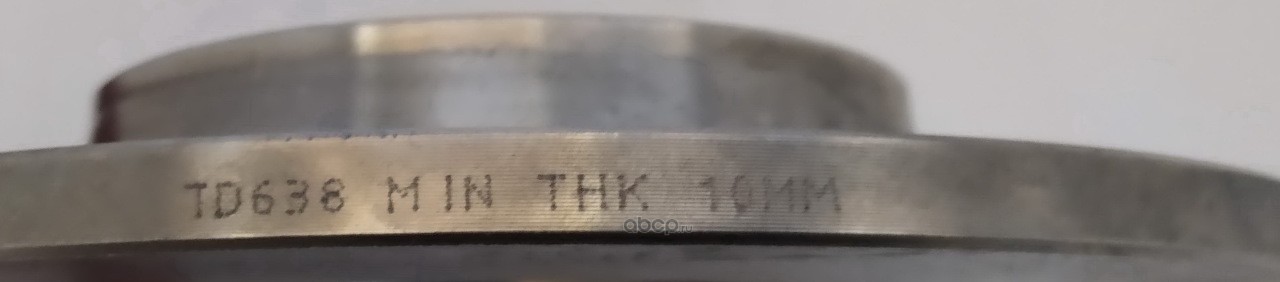 TD638 MIN THK 10MM
abcp.ru